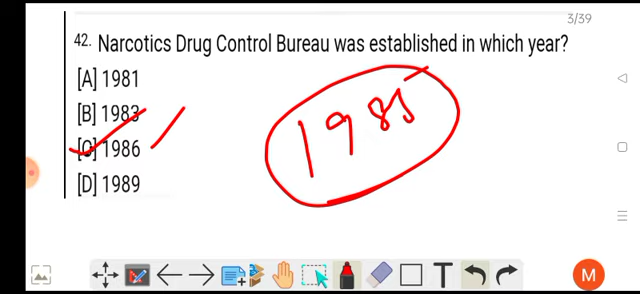 3/39
42. Narcotics Drug Control Bureau was established in which year?
[A] 1981
[B] 1983
[C] 1986
[D] 1989
1985
T
M